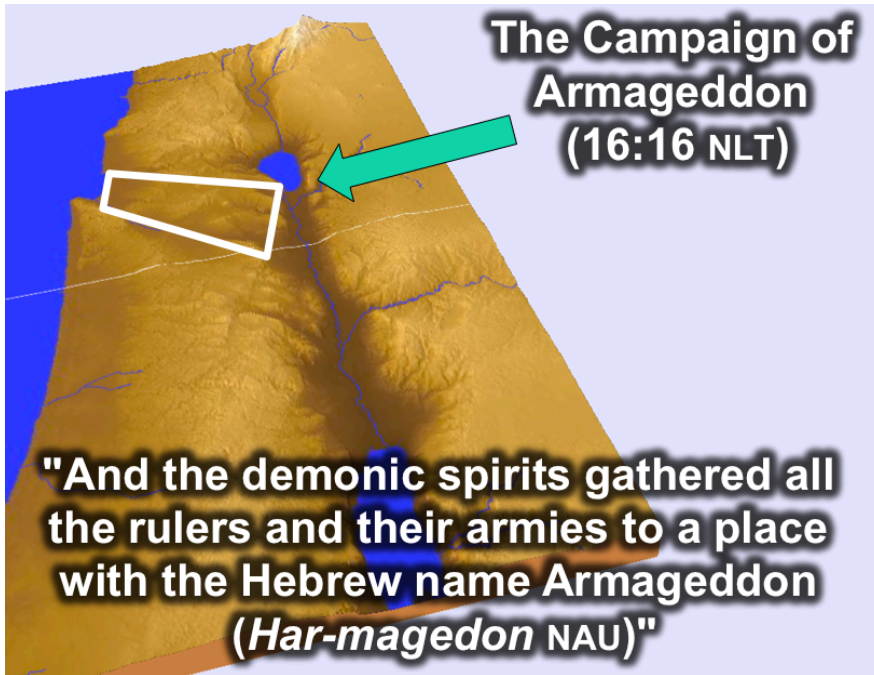 The Campaign of
Armageddon
(16:16 NLT)
"And the demonic spirits gathered all
the rulers and their armies to a place
with the Hebrew name Armageddon
(Har-magedon NAU)"